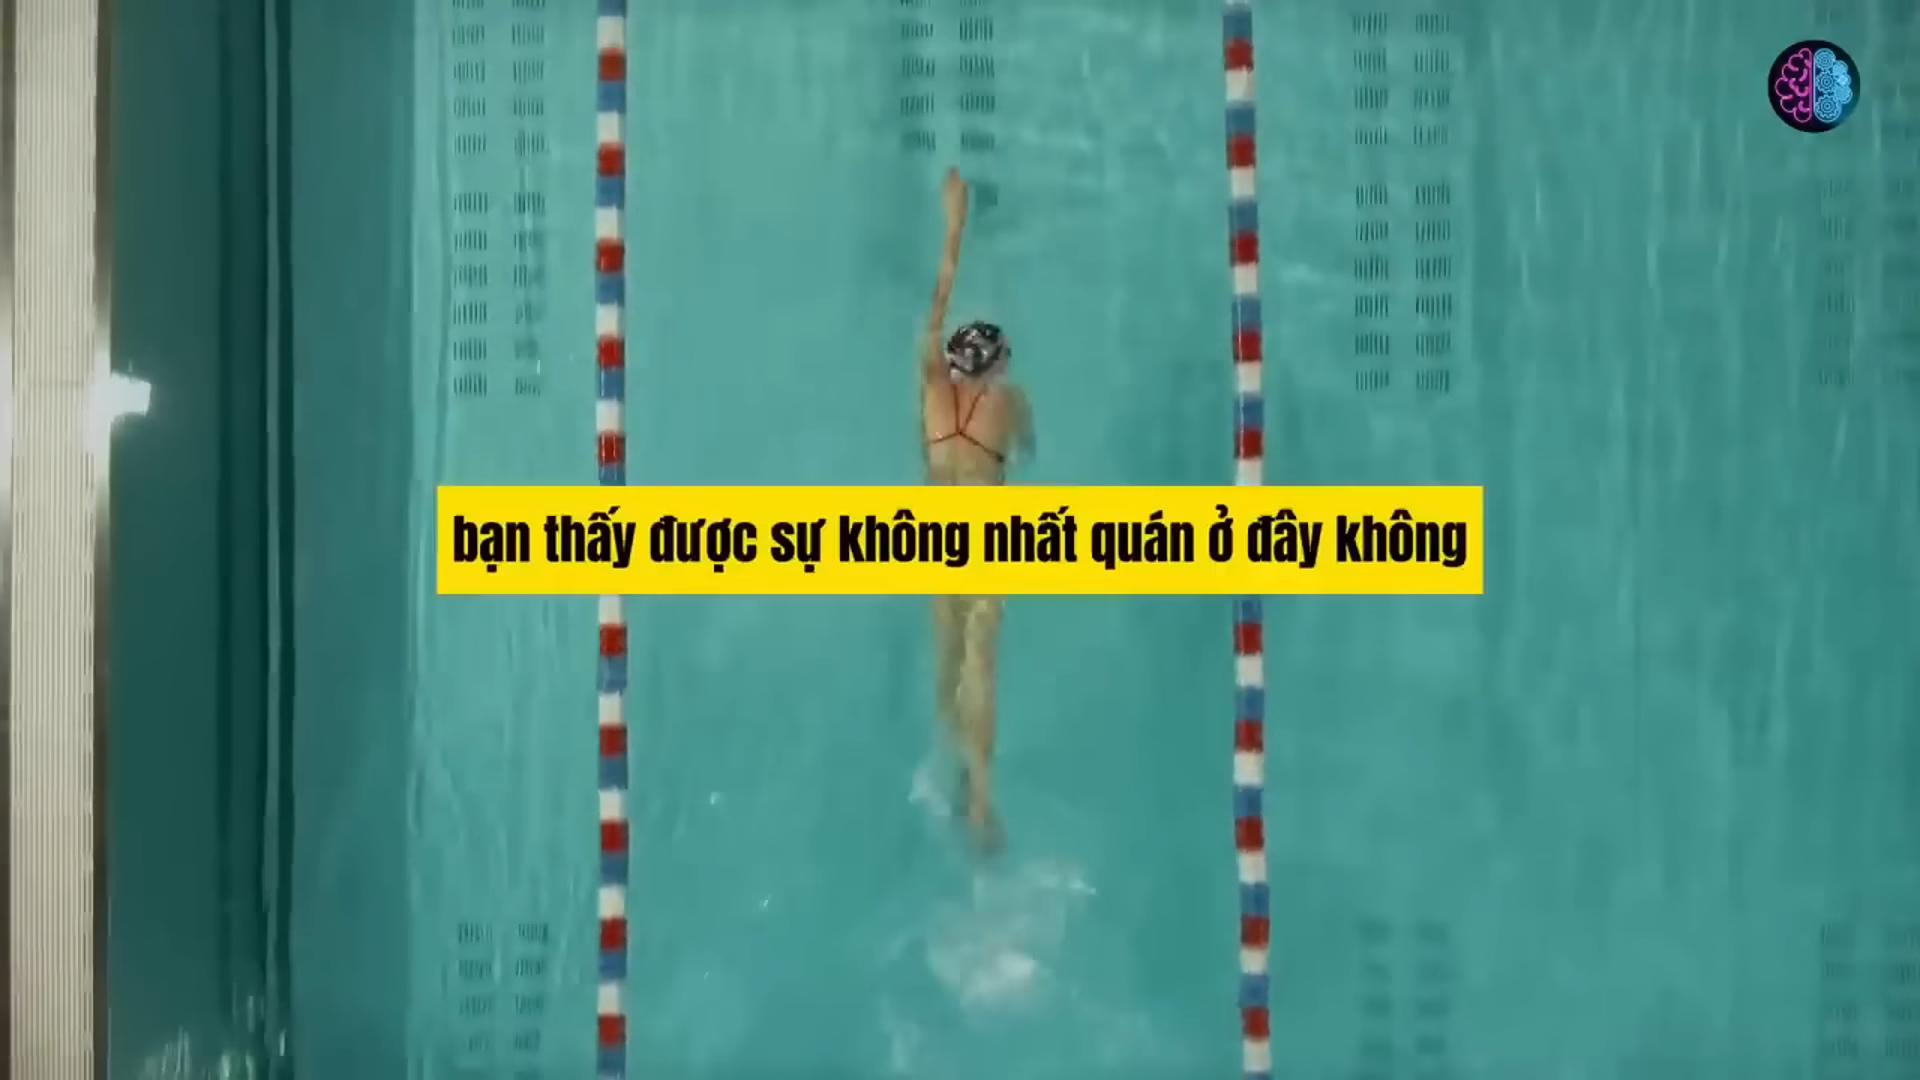 bạn thấy được sự không nhất quán ở đây không